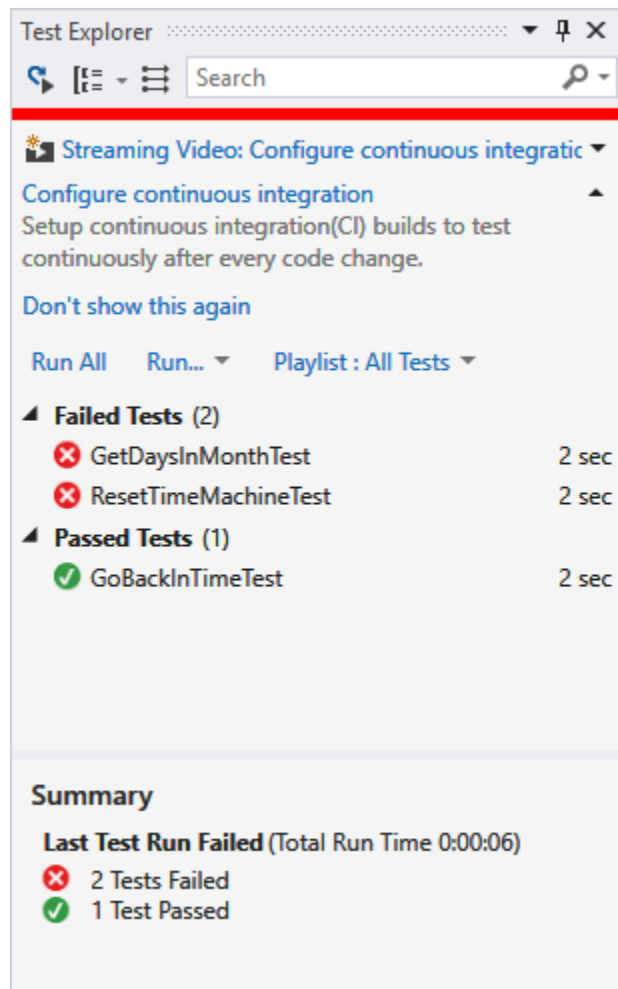 Test Explorer
Search
Streaming Video: Configure continuous integratic
Configure continuous integration
Setup continuous integration(CI) builds to test
continuously after every code change.
Don't show this again
Run All Run... Playlist : All Tests
Failed Tests (2)
GetDaysInMonthTest 2 sec
ResetTimeMachineTest 2 sec
Passed Tests (1)
GoBackInTimeTest 2 sec
Summary
Last Test Run Failed (Total Run Time 0:00:06)
2 Tests Failed
1 Test Passed